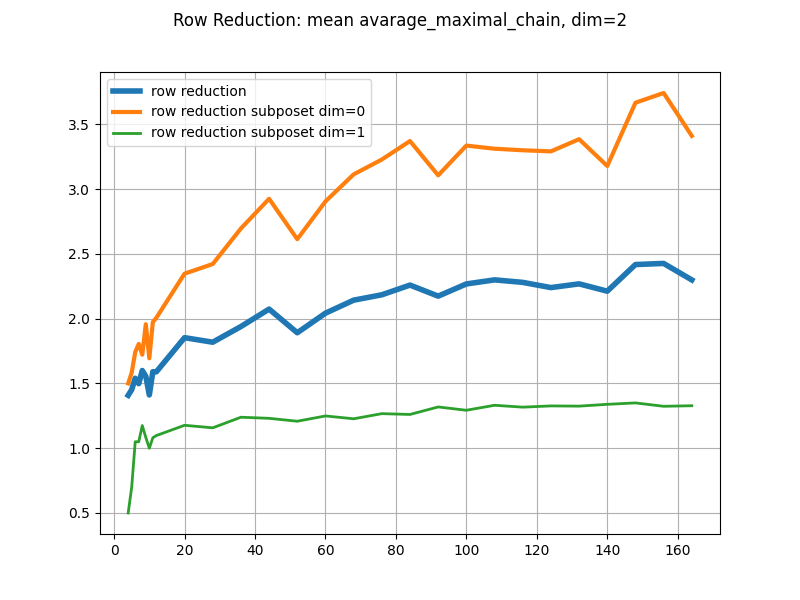 Row Reduction: mean avarage_maximal_chain, dim=2
row reduction
row reduction subposet dim=0
row reduction subposet dim=1
3.5
3.0
2.5
2.0
1.5
1.0
0.5
0 20 40 60 80 100 120 140 160